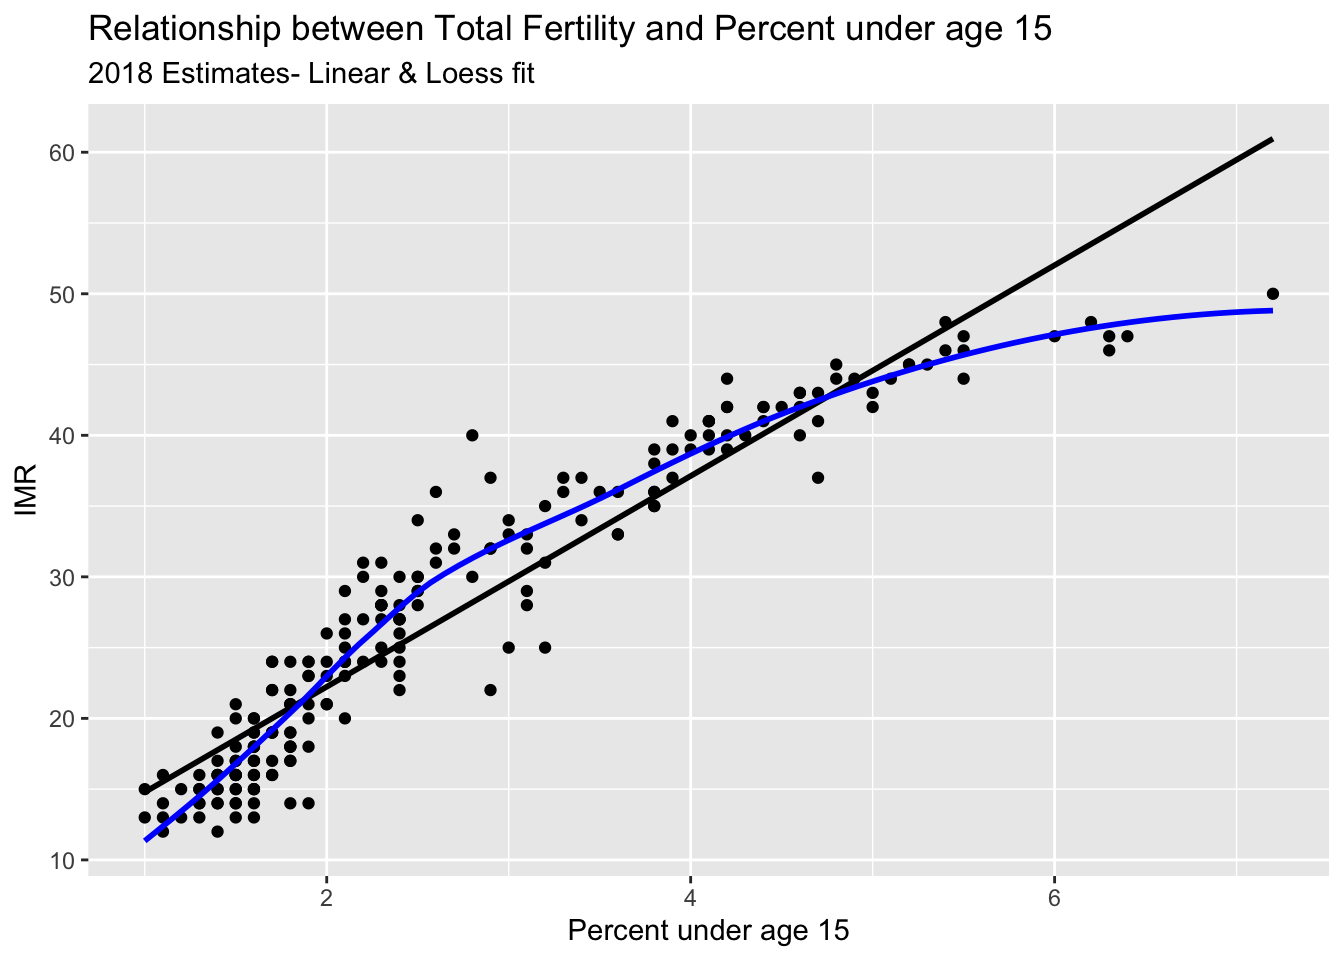 Relationship between Total Fertility and Percent under age 15
2018 Estimates- Linear & Loess fit
60
50
40
30
20
10
IMR
2
4
6
Percent under age 15